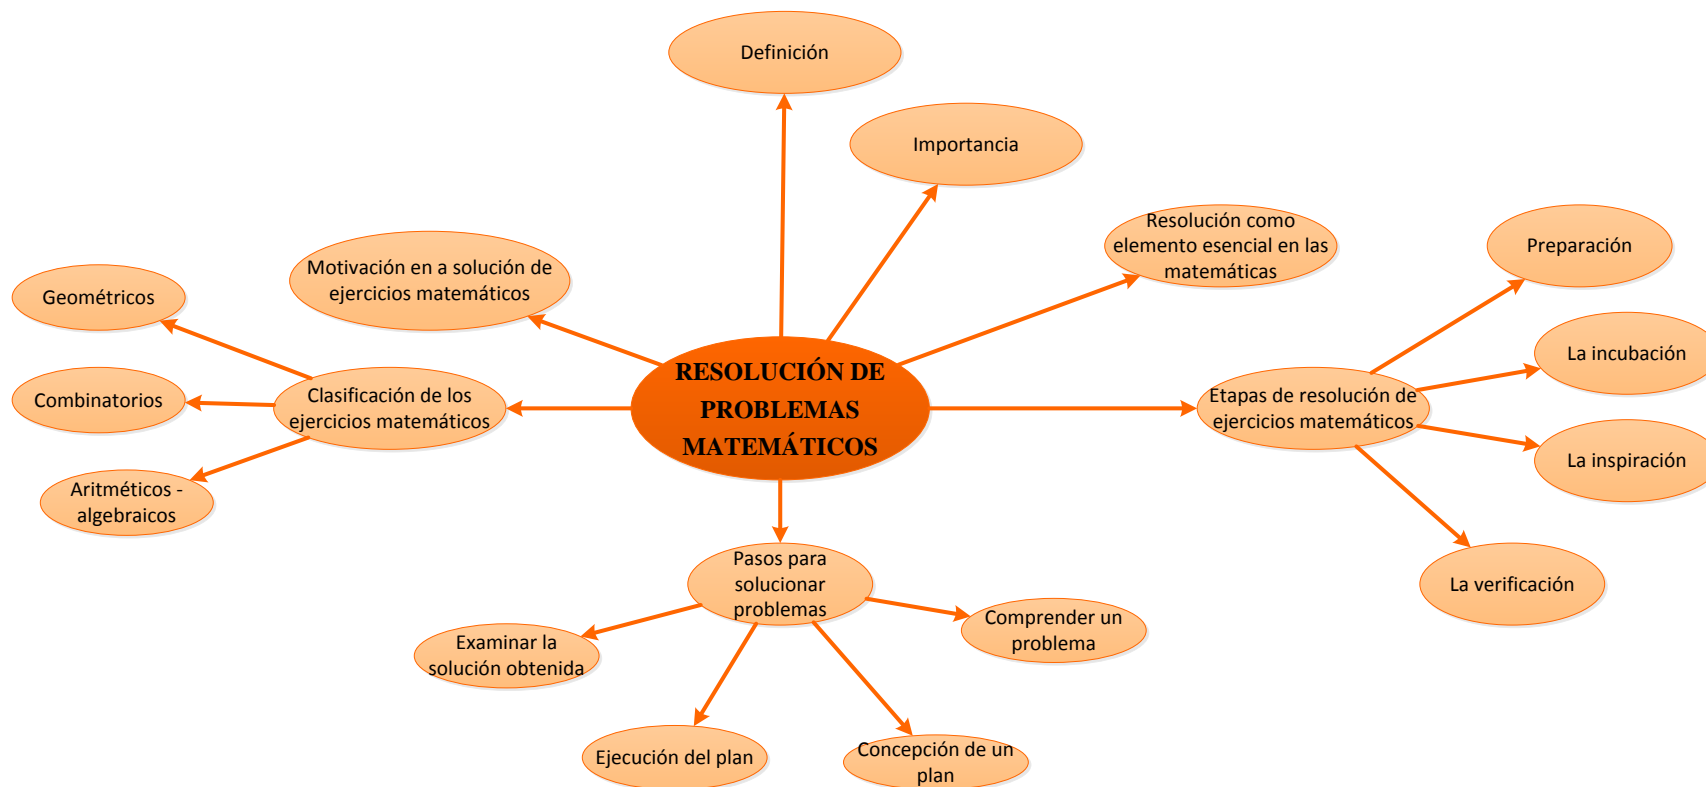 Definición
Importancia
Resolución como
elemento esencial en las
matemáticas
Preparación
Motivación en a solución de
ejercicios matemáticos
Geométricos
La incubación
RESOLUCIÓN DE
PROBLEMAS
MATEMÁTICOS
Combinatorios
Clasificación de los
ejercicios matemáticos
Etapas de resolución de
ejercicios matemáticos
La inspiración
Aritméticos -
algebraicos
Pasos para
solucionar
problemas
La verificación
Comprender un
problema
Examinar la
solución obtenida
Ejecución del plan
Concepción de un
plan